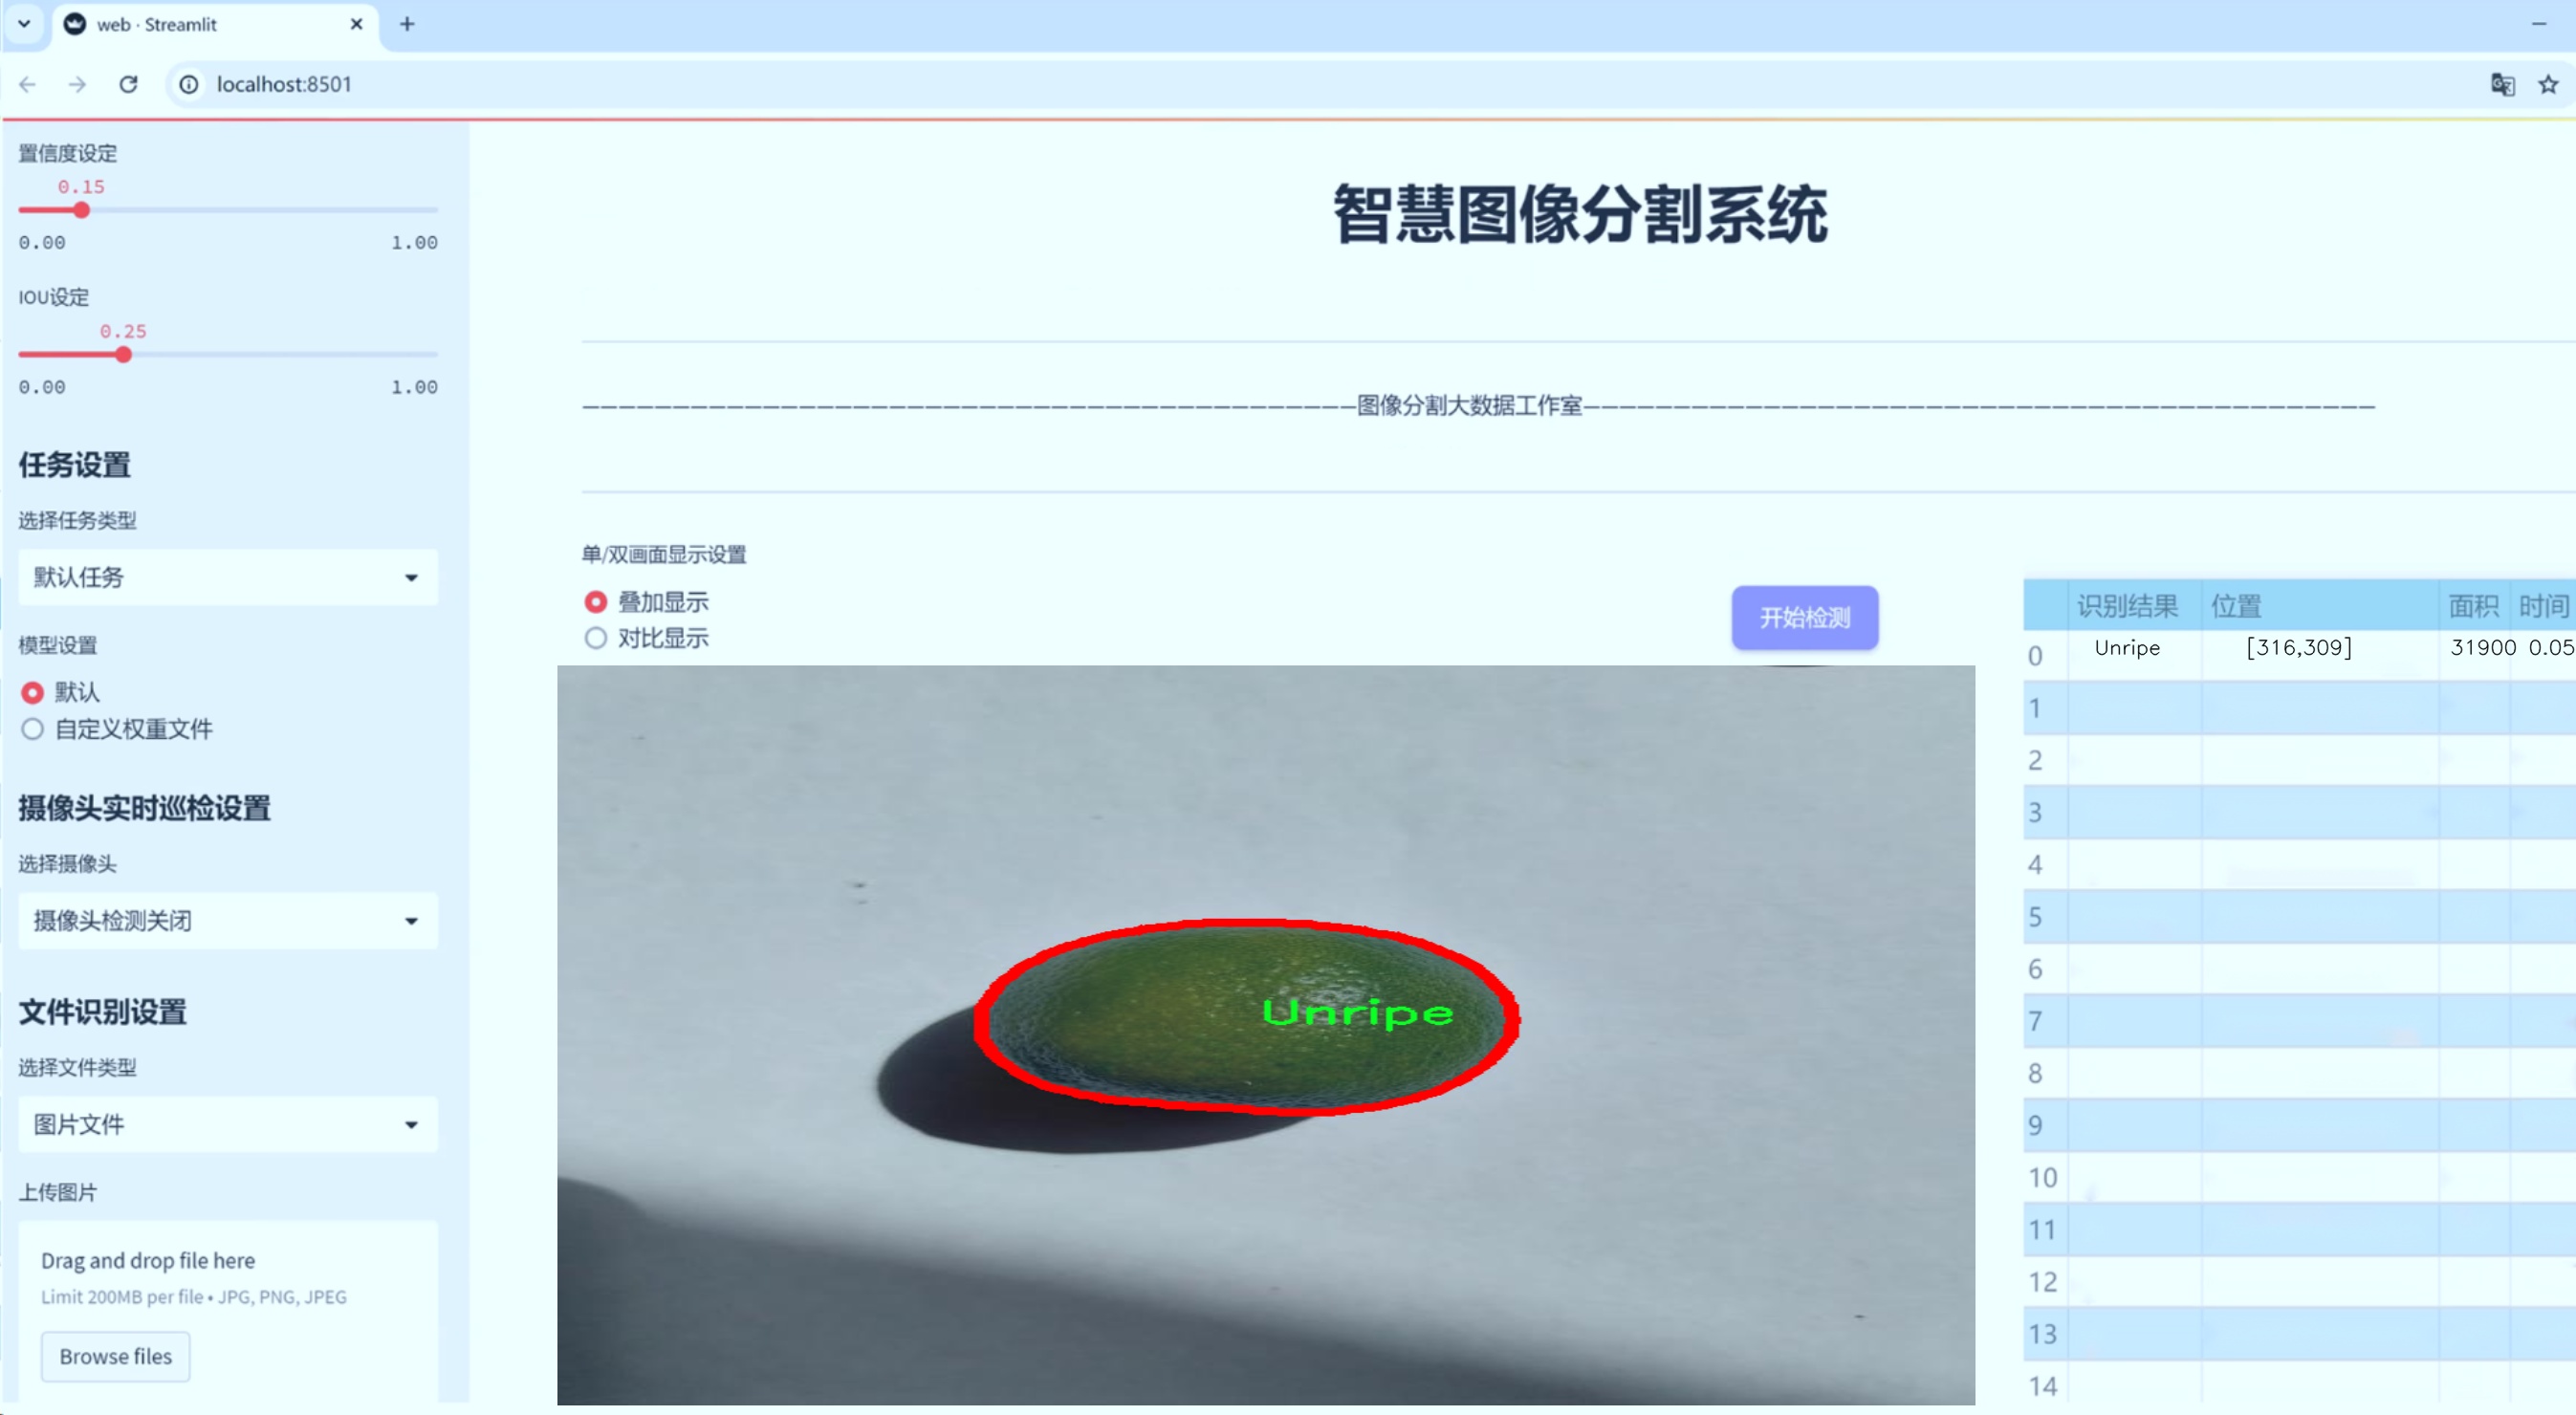 web · Streamlit
localhost:8501
置信度设定
0.15
0.00 1.00
IOU设定
0.25
0.00 1.00
任务设置
选择任务类型
默认任务
模型设置
默认
自定义权重文件
摄像头实时巡检设置
选择摄像头
摄像头检测关闭
文件识别设置
选择文件类型
图片文件
上传图片
Drag and drop file here
Limit 200MB per file • JPG, PNG, JPEG
Browse files
智慧图像分割系统
———————————————————————————————————————————图像分割大数据工作室————————————————————————————————————————————
单/双画面显示设置
叠加显示
对比显示
开始检测
Unripe
识别结果 位置 面积 时间
0 Unripe [316,309] 31900 0.05
1
2
3
4
5
6
7
8
9
10
11
12
13
14